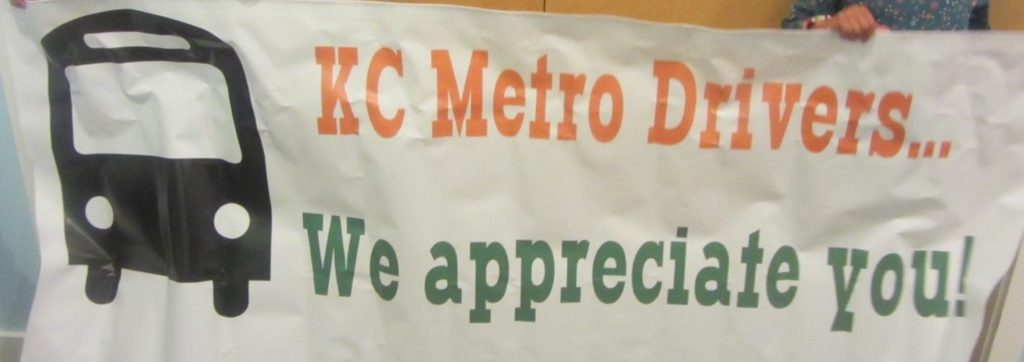 KC Metro Drivers...
We appreciate you!